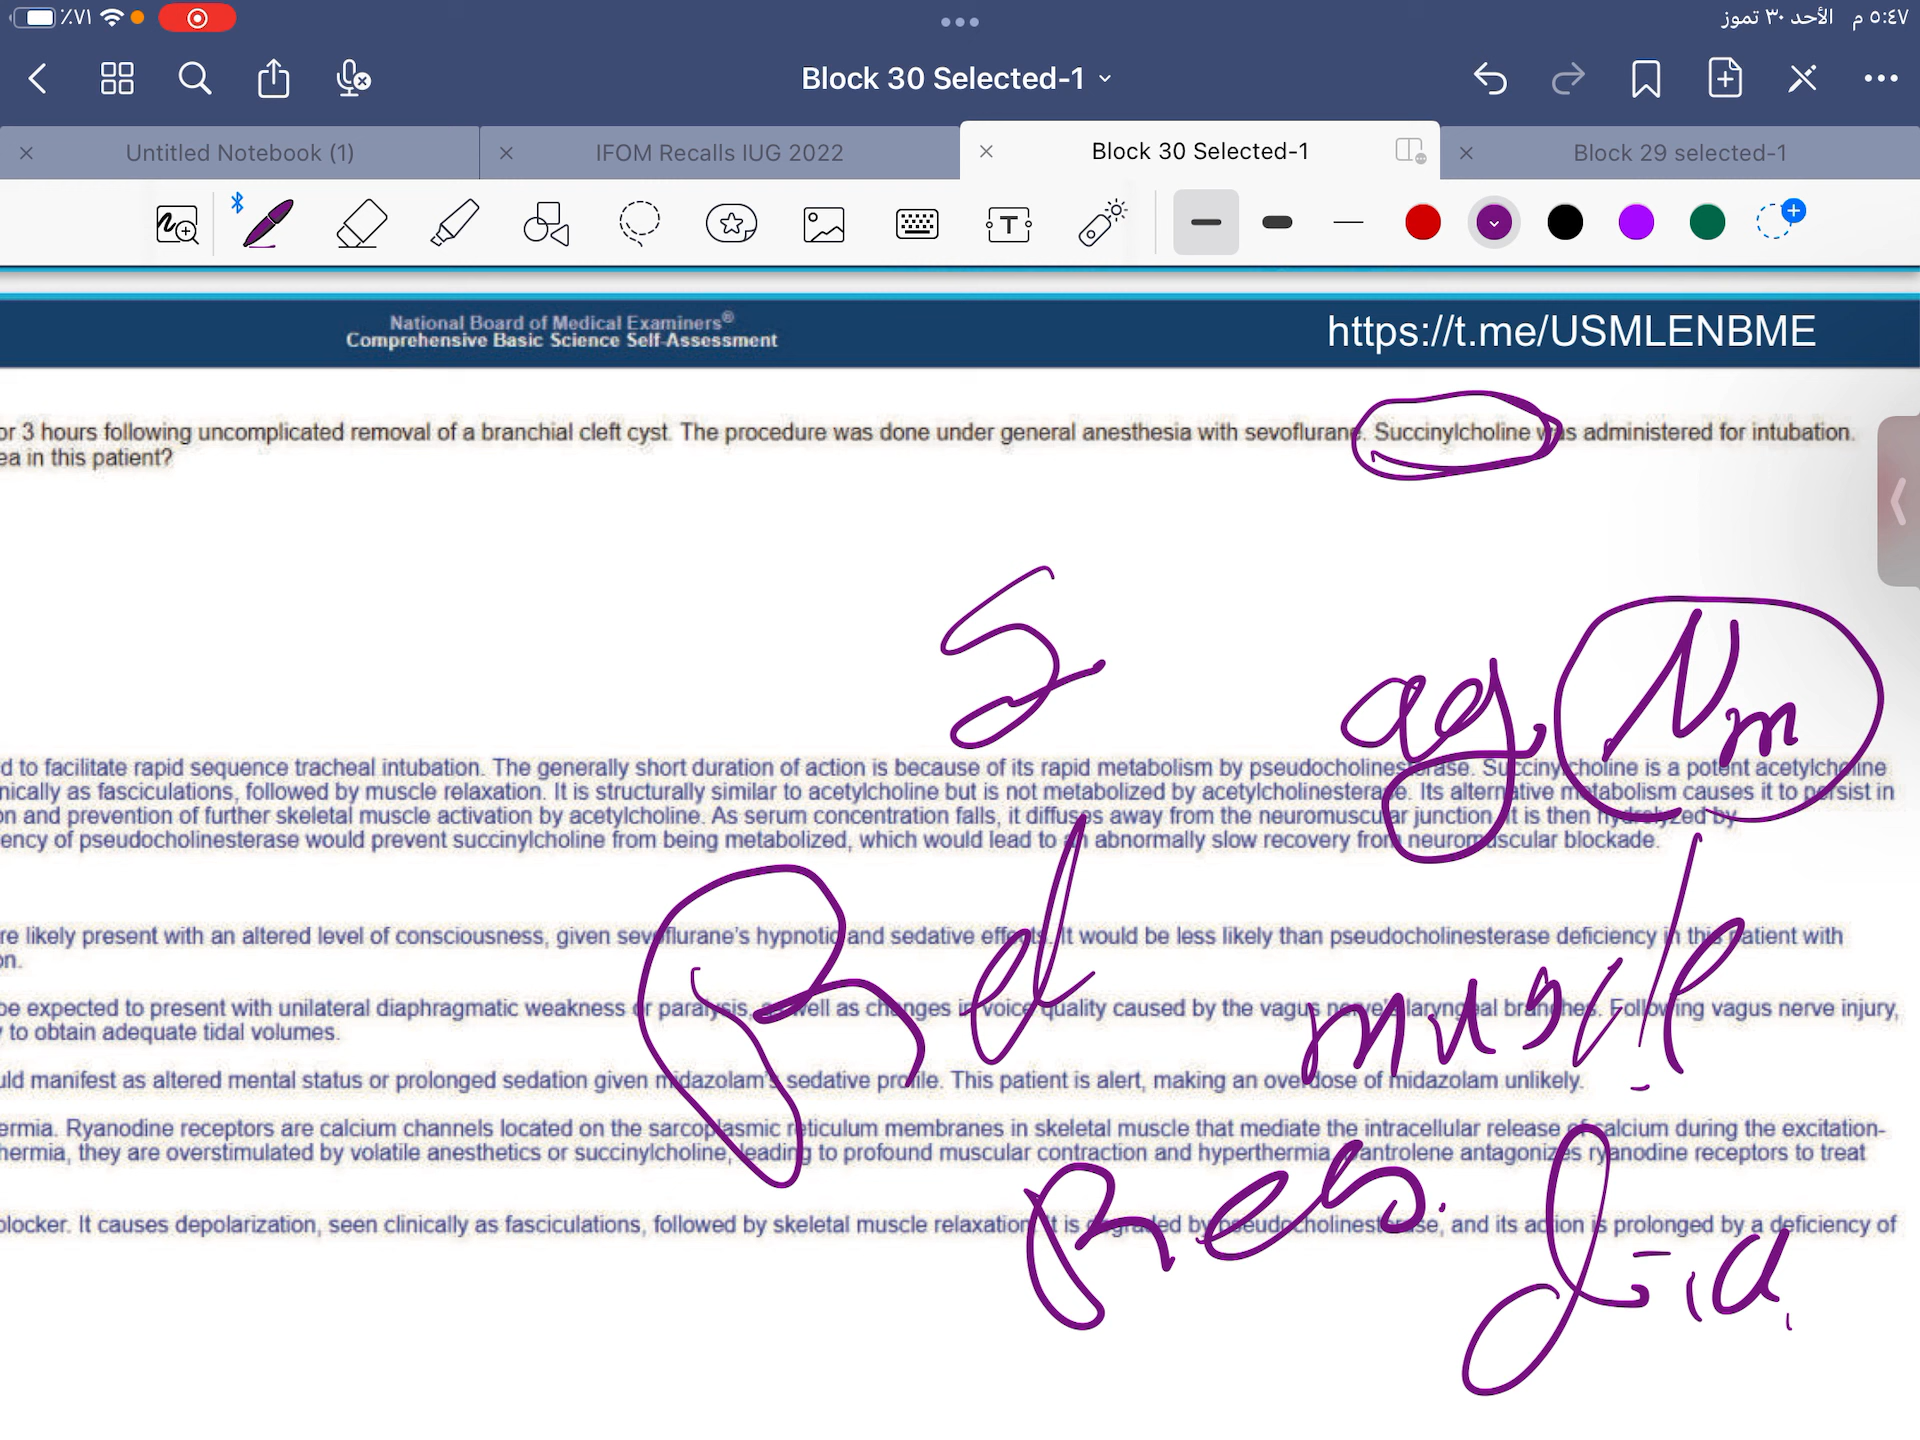 ٪٧١
٥:٤٧ م الأحد ٣٠ تموز
Block 30 Selected-1
Untitled Notebook (1)
IFOM Recalls IUG 2022
Block 30 Selected-1
Block 29 selected-1
T
National Board of Medical Examiners®
Comprehensive Basic Science Self-Assessment
https://t.me/USMLENBME
or 3 hours following uncomplicated removal of a branchial cleft cyst. The procedure was done under general anesthesia with sevoflurane. Succinylcholine was administered for intubation.
ea in this patient?
S
ag. Nm
d to facilitate rapid sequence tracheal intubation. The generally short duration of action is because of its rapid metabolism by pseudocholinesterase. Succinylcholine is a potent acetylcholine
nically as fasciculations, followed by muscle relaxation. It is structurally similar to acetylcholine but is not metabolized by acetylcholinesterase. Its alternative metabolism causes it to persist in
on and prevention of further skeletal muscle activation by acetylcholine. As serum concentration falls, it diffuses away from the neuromuscular junction. It is then hydrolyzed by
ency of pseudocholinesterase would prevent succinylcholine from being metabolized, which would lead to an abnormally slow recovery from neuromuscular blockade.
re likely present with an altered level of consciousness, given sevoflurane's hypnotic and sedative effects. It would be less likely than pseudocholinesterase deficiency in this patient with
on.
muscle
be expected to present with unilateral diaphragmatic weakness or paralysis, as well as changes in voice quality caused by the vagus nerve's laryngeal branches. Following vagus nerve injury,
to obtain adequate tidal volumes.
uld manifest as altered mental status or prolonged sedation given midazolam's sedative profile. This patient is alert, making an overdose of midazolam unlikely.
ermia. Ryanodine receptors are calcium channels located on the sarcoplasmic reticulum membranes in skeletal muscle that mediate the intracellular release of calcium during the excitation-
hermia, they are overstimulated by volatile anesthetics or succinylcholine, leading to profound muscular contraction and hyperthermia. Dantrolene antagonizes ryanodine receptors to treat
blocker. It causes depolarization, seen clinically as fasciculations, followed by skeletal muscle relaxation. It is degraded by pseudocholinesterase, and its action is prolonged by a deficiency of